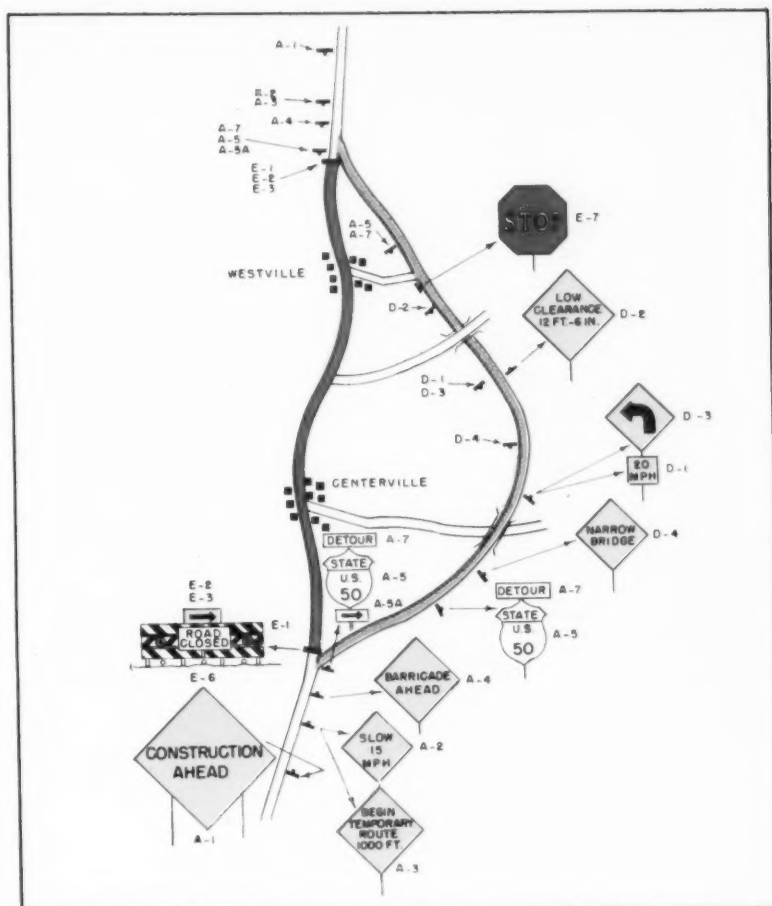 A-1
A-3
A-4
A-7
A-5
A-5A
E-1
E-2
E-3
A-5
A-7
STOP
E-7
WESTVILLE
D-2
LOW
CLEARANCE
12 FT.-6 IN.
D-2
D-1
D-3
D-4
D-3
20
MPH
D-1
CENTERVILLE
DETOUR
A-7
STATE
U.S.
50
A-5
A-5A
NARROW
BRIDGE
D-4
DETOUR
A-7
STATE
U.S.
50
A-5
E-2
E-3
E-1
ROAD
CLOSED
E-6
BARRICADE
AHEAD
A-4
CONSTRUCTION
AHEAD
A-1
SLOW
15
MPH
A-2
BEGIN
TEMPORARY
ROUTE
1000 FT.
A-3